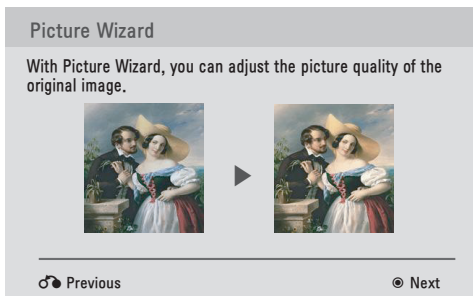 Picture Wizard
With Picture Wizard, you can adjust the picture quality of the
original image.
Previous
Next